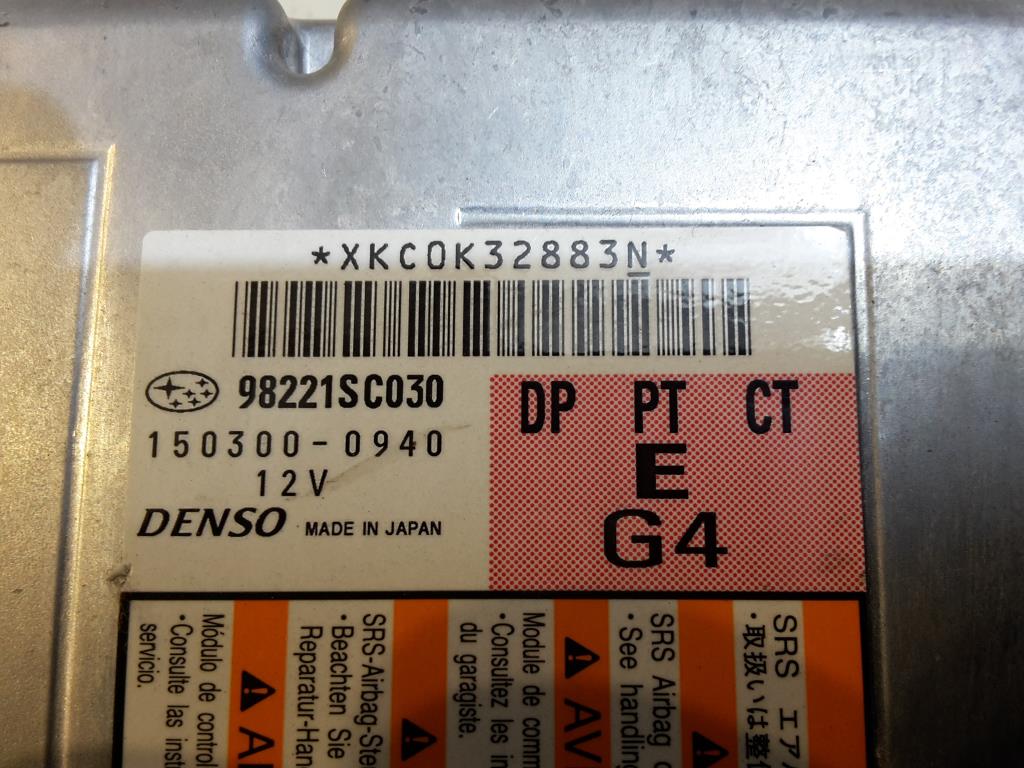 *XKC0K32883N*
98221SC030
150300-0940
12V
DENSO MADE IN JAPAN
DP PT CT
E
G4
SRS エア
・取扱いは整
SRS Airbag
・See handling
Module de comm
・Consultez les in
du garagiste.
SRS-Airbag-Ste
・Beachten Sie
Reparatur-Han
Módulo de control
・Consulte las inst
servicio.